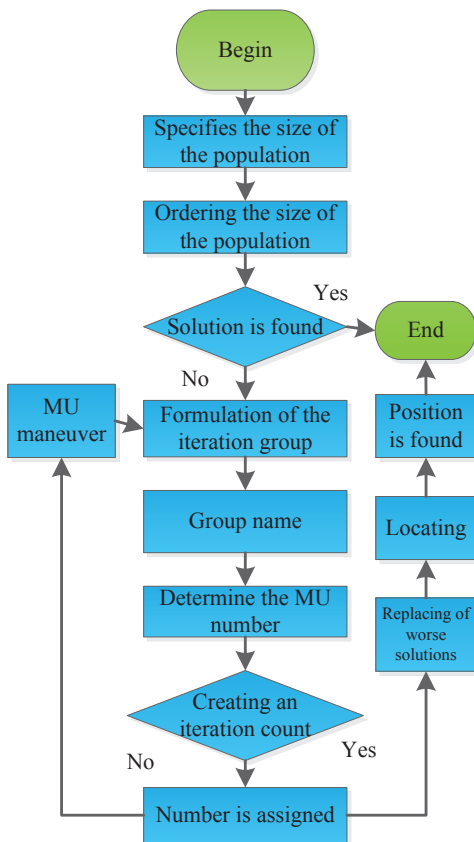 Begin
Specifies the size of
the population
Ordering the size of
the population
Yes
Solution is found
End
No
MU
maneuver
Formulation of the
iteration group
Position
is found
Group name
Locating
Determine the MU
number
Replacing of
worse
solutions
Creating an
iteration count
No
Yes
Number is assigned